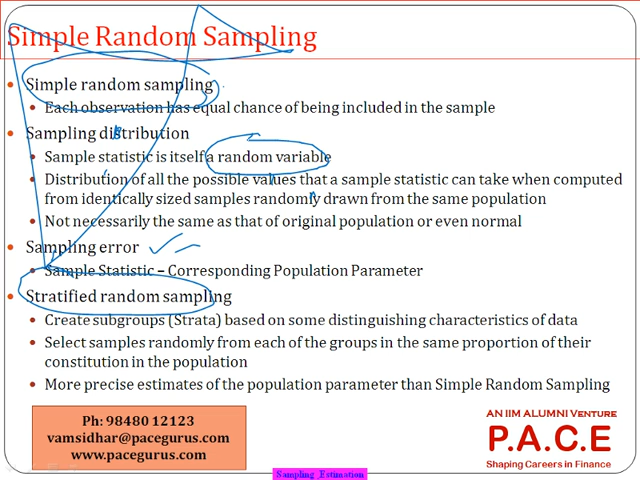 Simple Random Sampling
• Simple random sampling
• Each observation has equal chance of being included in the sample
• Sampling distribution
• Sample statistic is itself a random variable
• Distribution of all the possible values that a sample statistic can take when computed
from identically sized samples randomly drawn from the same population
• Not necessarily the same as that of original population or even normal
• Sampling error
• Sample Statistic – Corresponding Population Parameter
• Stratified random sampling
• Create subgroups (Strata) based on some distinguishing characteristics of data
• Select samples randomly from each of the groups in the same proportion of their
constitution in the population
• More precise estimates of the population parameter than Simple Random Sampling
Ph: 98480 12123
vamsidhar@pacegurus.com
www.pacegurus.com
AN IIM ALUMNI VENTURE
P.A.C.E
Shaping Careers in Finance
Sampling_Estimation